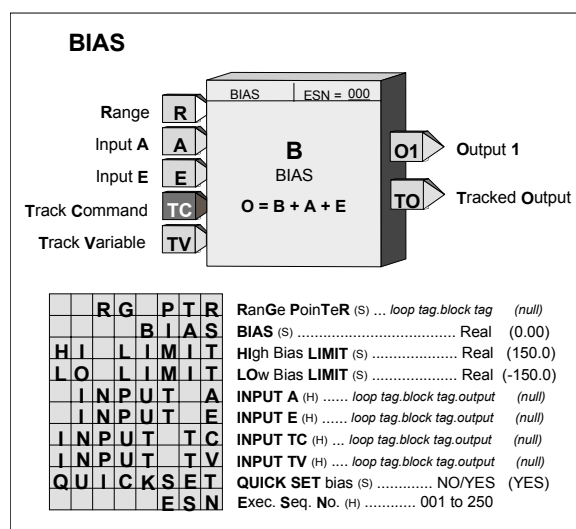 BIAS
BIAS ESN = 000
Range R
Input A A
Input E E
Track Command TC
Track Variable TV
B
BIAS
O = B + A + E
O1 Output 1
TO Tracked Output
RG PTR RanGe PoinTeR (S) ... loop tag.block tag (null)
BIAS BIAS (S) ...................................... Real (0.00)
HI LIMIT HIgh Bias LIMIT (S) ................... Real (150.0)
LO LIMIT LOw Bias LIMIT (S) ................... Real (-150.0)
INPUT A INPUT A (H) ...... loop tag.block tag.output (null)
INPUT E INPUT E (H) ...... loop tag.block tag.output (null)
INPUT TC INPUT TC (H) .... loop tag.block tag.output (null)
INPUT TV INPUT TV (H) .... loop tag.block tag.output (null)
QUICKSET QUICK SET bias (S) ............. NO/YES (YES)
ESN Exec. Seq. No. (H) ............ 001 to 250